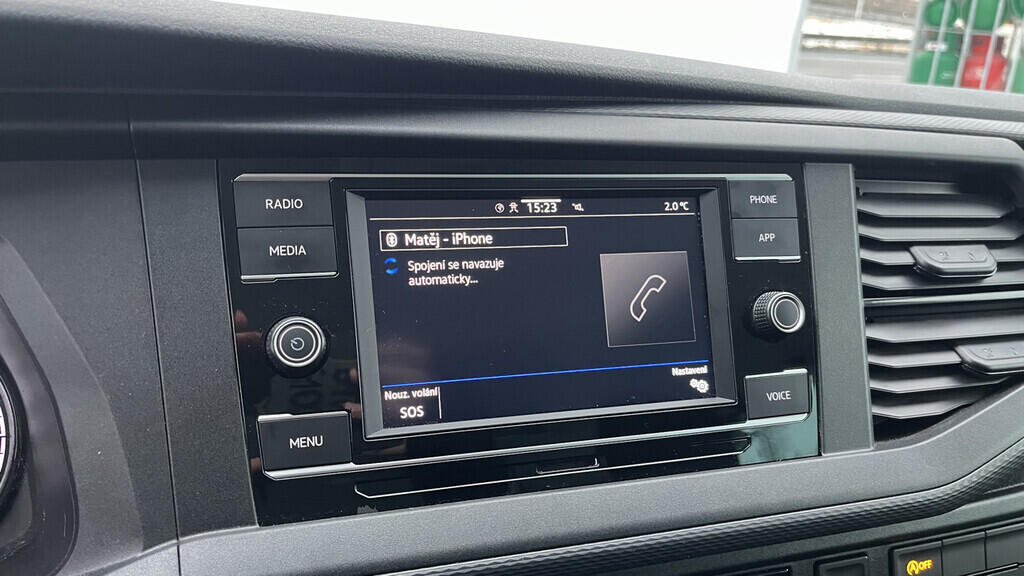 RADIO
MEDIA
MENU
15:23
2.0 °C
Matěj - iPhone
Spojení se navazuje
automaticky...
Nouz. volání
SOS
Nastavení
PHONE
APP
VOICE
A OFF